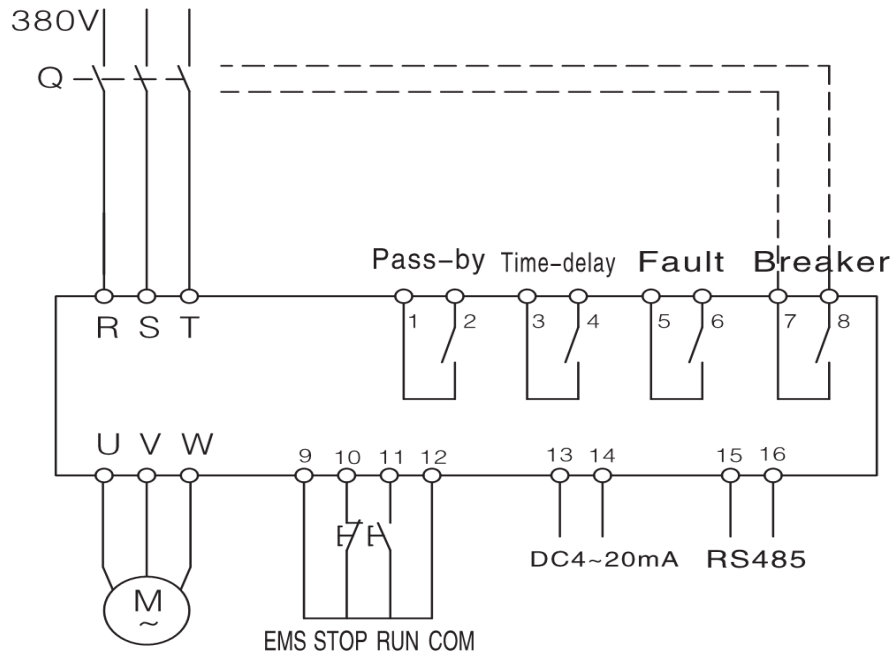 380V
Q
Pass-by Time-delay Fault Breaker
R S T 1 2 3 4 5 6 7 8
U V W 9 10 11 12 13 14 15 16
DC4~20mA RS485
M
~
EMS STOP RUN COM